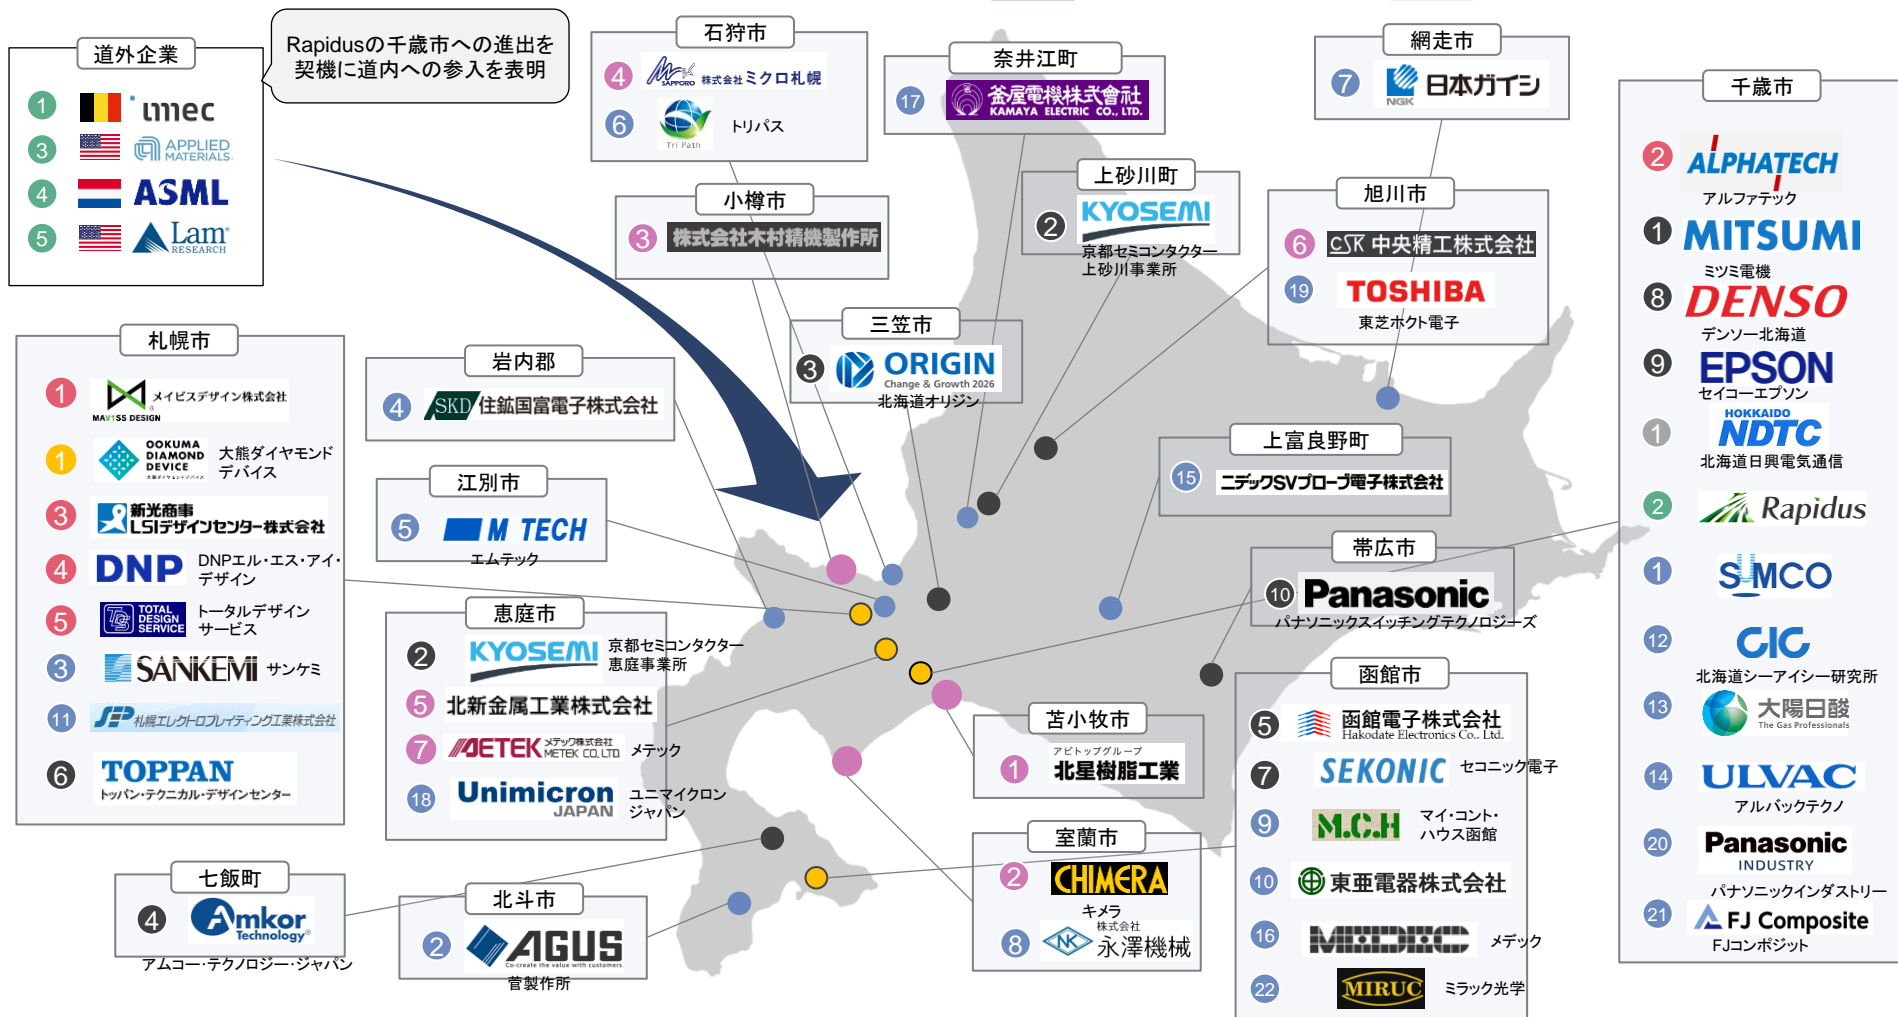 道外企業
Rapidusの千歳市への進出を
契機に道内への参入を表明
1 imec
3 APPLIED MATERIALS
4 ASML
5 Lam RESEARCH
石狩市
4 SAPPORO 株式会社ミクロ札幌
6 Tri Path トリパス
奈井江町
17 釜屋電機株式會社
KAMAYA ELECTRIC CO., LTD.
網走市
7 NGK 日本ガイシ
小樽市
3 株式会社木村精機製作所
上砂川町
2 KYOSEMI
京都セミコンタクター
上砂川事業所
旭川市
6 CSK 中央精工株式会社
19 TOSHIBA
東芝ホクト電子
三笠市
3 ORIGIN
Change & Growth 2026
北海道オリジン
札幌市
1 メイビスデザイン株式会社
MAV1SS DESIGN
1 OOKUMA DIAMOND DEVICE
大熊ダイヤモンド
デバイス
3 新光商事
LSIデザインセンター株式会社
4 DNP DNPエル・エス・アイ・
デザイン
5 TDS TOTAL DESIGN SERVICE
トータルデザイン
サービス
3 SANKEMI サンケミ
11 札幌エレクトロプレイティング工業株式会社
6 TOPPAN
トッパン・テクニカル・デザインセンター
岩内郡
4 SKD 住鉱国富電子株式会社
江別市
5 M TECH
エムテック
恵庭市
2 KYOSEMI 京都セミコンタクター
恵庭事業所
5 北新金属工業株式会社
7 METEK メテック株式会社
METEK CO.,LTD. メテック
18 Unimicron JAPAN
ユニマイクロン
ジャパン
上富良野町
15 ニデックSVプローブ電子株式会社
帯広市
10 Panasonic
パナソニックスイッチングテクノロジーズ
苫小牧市
アビトップグループ
1 北星樹脂工業
室蘭市
2 CHIMERA
キメラ
8 NK 株式会社
永澤機械
七飯町
4 Amkor Technology®
アムコー・テクノロジー・ジャパン
北斗市
2 AGUS
Co-create the value with customers
菅製作所
函館市
5 函館電子株式会社
Hakodate Electronics Co., Ltd.
7 SEKONIC セコニック電子
9 M.C.H マイ・コント・
ハウス函館
10 東亜電器株式会社
16 MEDEC メデック
22 MIRUC ミラック光学
千歳市
2 ALPHATECH
アルファテック
1 MITSUMI
ミツミ電機
8 DENSO
デンソー北海道
9 EPSON
セイコーエプソン
1 HOKKAIDO
NDTC
北海道日興電気通信
2 Rapidus
1 SUMCO
12 CIC
北海道シーアイシー研究所
13 大陽日酸
The Gas Professionals
14 ULVAC
アルバックテクノ
20 Panasonic
INDUSTRY
パナソニックインダストリー
21 FJ Composite
FJコンポジット